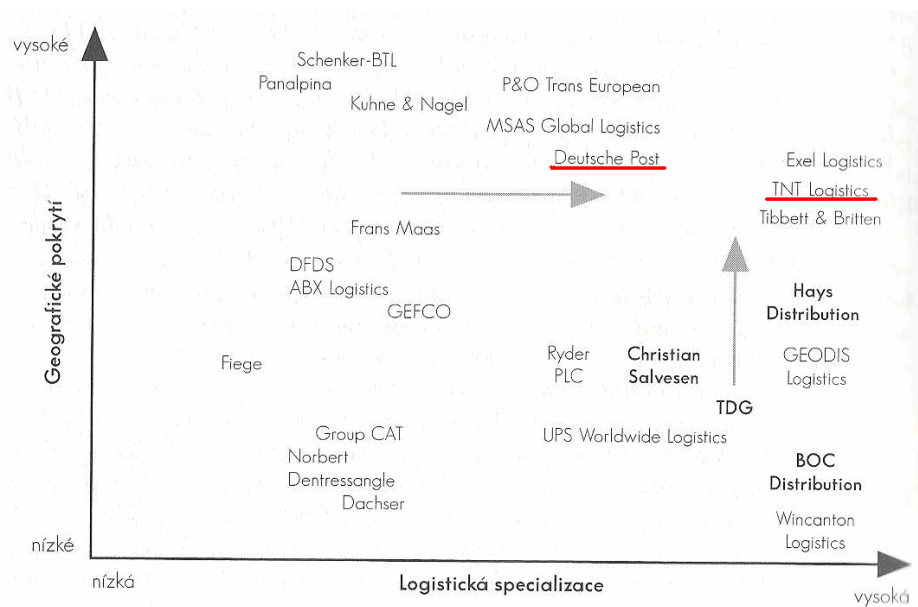 vysoké
Schenker-BTL
Panalpina
Kuhne & Nagel
P&O Trans European
MSAS Global Logistics
Deutsche Post
Exel Logistics
TNT Logistics
Tibbett & Britten
Frans Maas
DFDS
ABX Logistics
GEFCO
Hays
Distribution
Fiege
Ryder
PLC
Christian
Salvesen
GEODIS
Logistics
TDG
Group CAT
UPS Worldwide Logistics
Norbert
Dentressangle
Dachser
BOC
Distribution
Wincanton
Logistics
Geografické pokrytí
nízké
nízká
Logistická specializace
vysoká